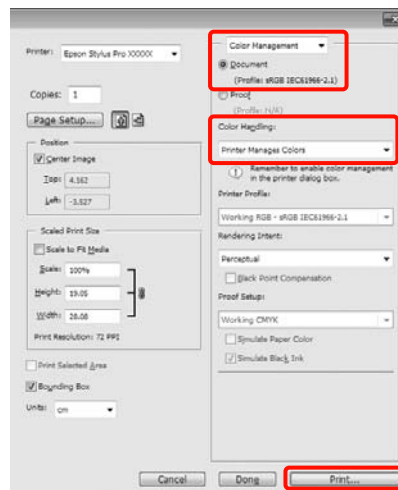 Printer: Epson Stylus Pro XXXXX
Copies: 1
Page Setup...
Position
Center Image
Top: 4.162
Left: -3.527
Scaled Print Size
Scale to Fit Media
Scale: 100%
Height: 19.05
Width: 28.08
Print Resolution: 72 PPI
Print Selected Area
Bounding Box
Units: cm
Color Management
Document
(Profile: sRGB IEC61966-2.1)
Proof
(Profile: N/A)
Color Handling:
Printer Manages Colors
Remember to enable color management
in the printer dialog box.
Printer Profile:
Working RGB - sRGB IEC61966-2.1
Rendering Intent:
Perceptual
Black Point Compensation
Proof Setup:
Working CMYK
Simulate Paper Color
Simulate Black Ink
Cancel
Done
Print...